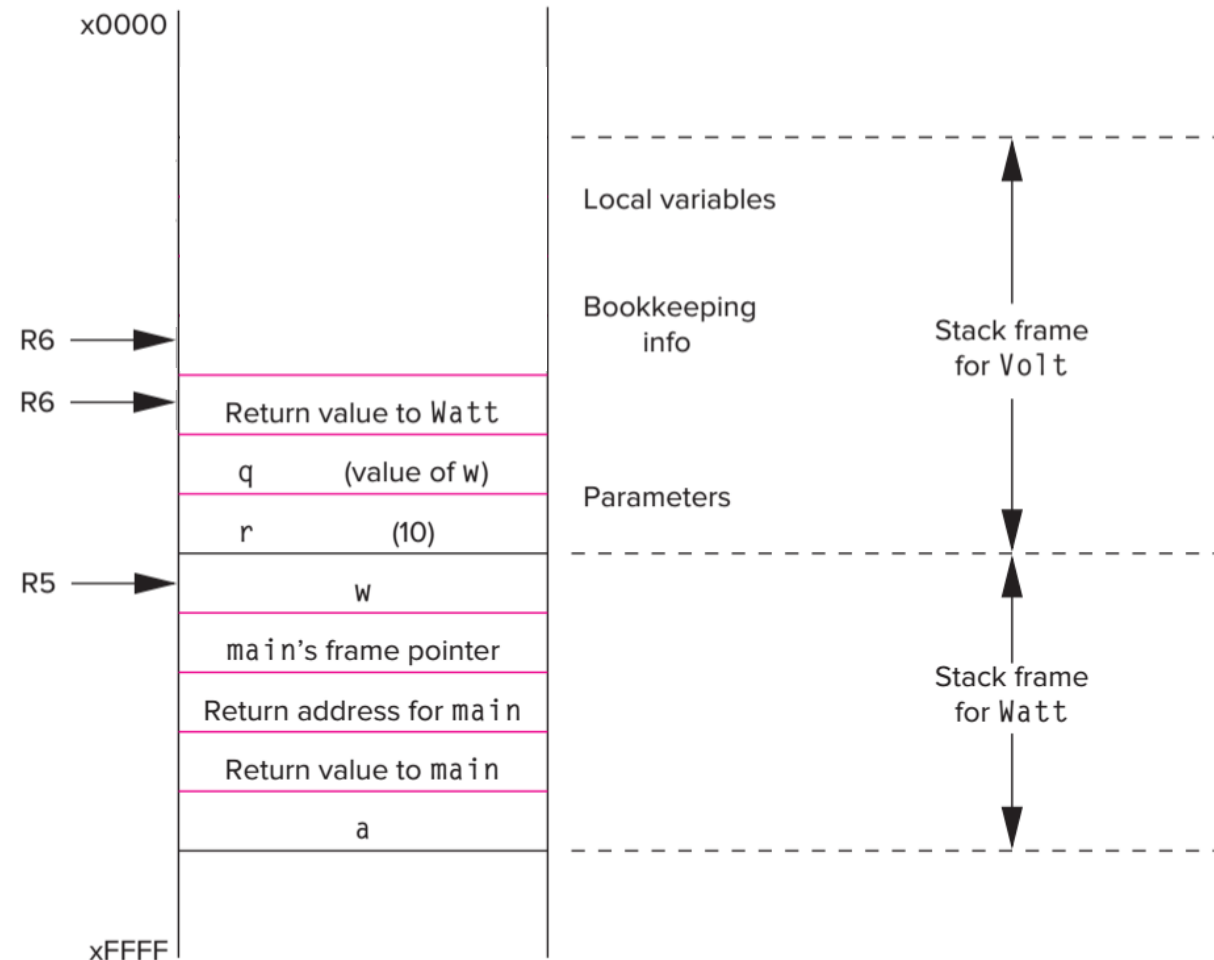 x0000
Local variables
Bookkeeping
info
Stack frame
for Volt
R6
R6
Return value to Watt
q (value of w)
Parameters
r (10)
R5
w
main's frame pointer
Stack frame
for Watt
Return address for main
Return value to main
a
xFFFF